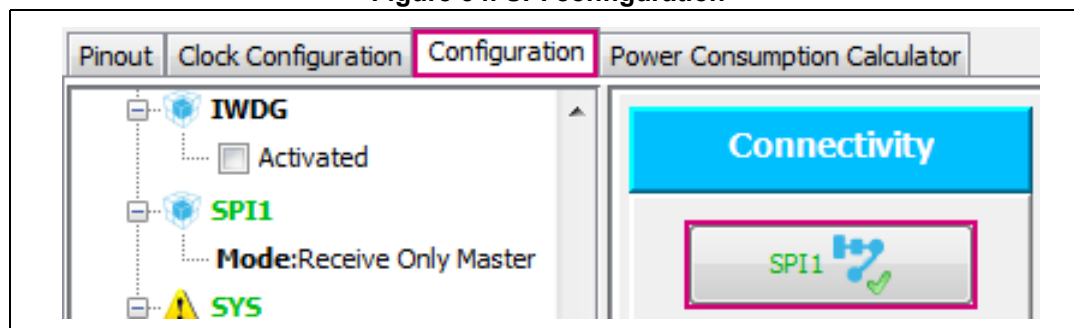 Pinout Clock Configuration Configuration Power Consumption Calculator
IWDG
Activated
SPI1
Mode:Receive Only Master
SYS
Connectivity
SPI1